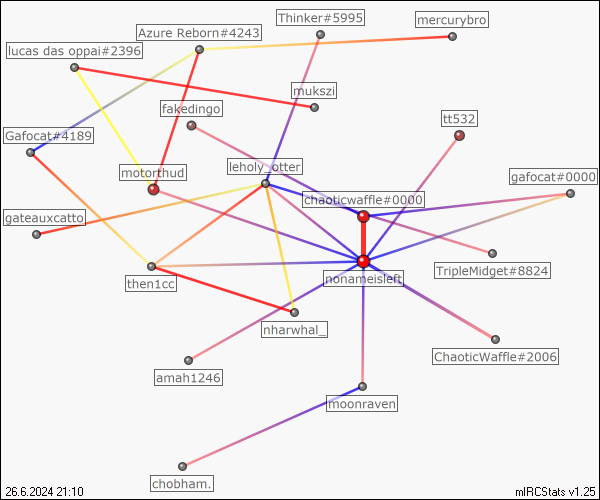 Thinker#5995
mercurybro
Azure Reborn#4243
lucas das oppai#2396
mukszi
fakedingo
tt532
Gafocat#4189
leholy_otter
motorthud
gafocat#0000
chaoticwaffle#0000
gateauxcatto
TripleMidget#8824
nonameisleft
then1cc
nharwhal_
ChaoticWaffle#2006
amah1246
moonraven
chobham.
26.6.2024 21:10
mIRCStats v1.25